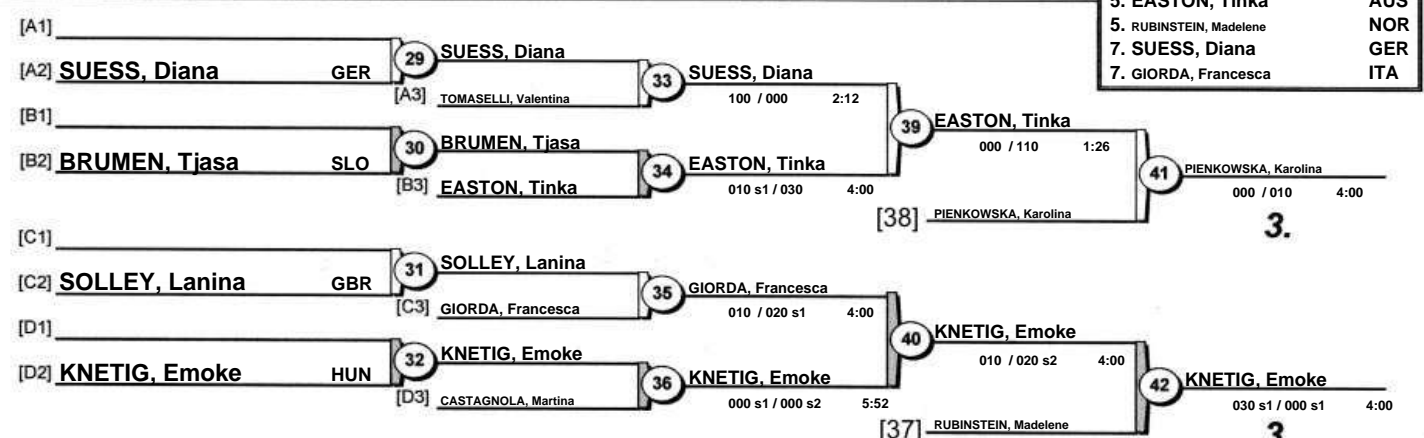 5. EASTON, Tinka AUS
5. RUBINSTEIN, Madelene NOR
7. SUESS, Diana GER
7. GIORDA, Francesca ITA
[A1]
[A2] SUESS, Diana GER
29 SUESS, Diana
[A3] TOMASELLI, Valentina
33 SUESS, Diana
100 / 000 2:12
[B1]
[B2] BRUMEN, Tjasa SLO
30 BRUMEN, Tjasa
[B3] EASTON, Tinka
34 EASTON, Tinka
010 s1 / 030 4:00
39 EASTON, Tinka
000 / 110 1:26
[38] PIENKOWSKA, Karolina
41 PIENKOWSKA, Karolina
000 / 010 4:00
3.
[C1]
[C2] SOLLEY, Lanina GBR
31 SOLLEY, Lanina
[C3] GIORDA, Francesca
35 GIORDA, Francesca
010 / 020 s1 4:00
[D1]
[D2] KNETIG, Emoke HUN
32 KNETIG, Emoke
[D3] CASTAGNOLA, Martina
36 KNETIG, Emoke
000 s1 / 000 s2 5:52
40 KNETIG, Emoke
010 / 020 s2 4:00
[37] RUBINSTEIN, Madelene
42 KNETIG, Emoke
030 s1 / 000 s1 4:00
3